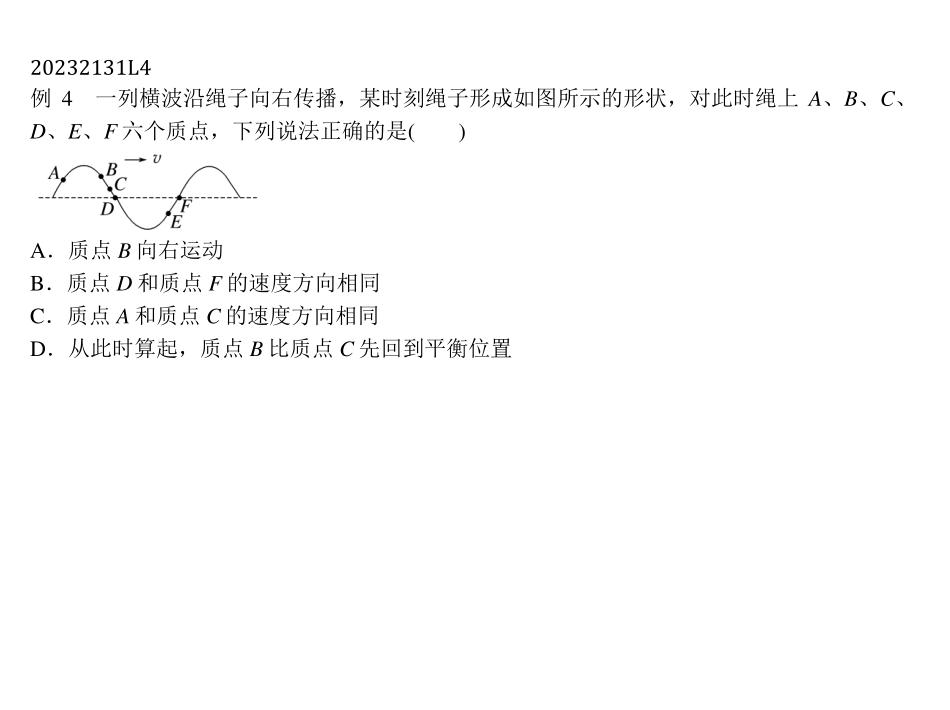 20232131L4
例 4 一列横波沿绳子向右传播，某时刻绳子形成如图所示的形状，对此时绳上 A、B、C、
D、E、F 六个质点，下列说法正确的是(　　)
A B v
C
D F
E
A．质点 B 向右运动
B．质点 D 和质点 F 的速度方向相同
C．质点 A 和质点 C 的速度方向相同
D．从此时算起，质点 B 比质点 C 先回到平衡位置